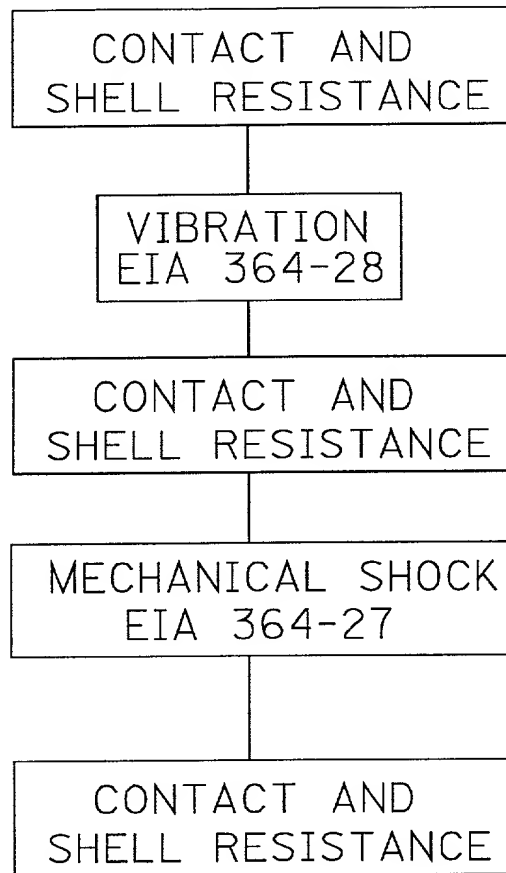 CONTACT AND
SHELL RESISTANCE
VIBRATION
EIA 364-28
CONTACT AND
SHELL RESISTANCE
MECHANICAL SHOCK
EIA 364-27
CONTACT AND
SHELL RESISTANCE